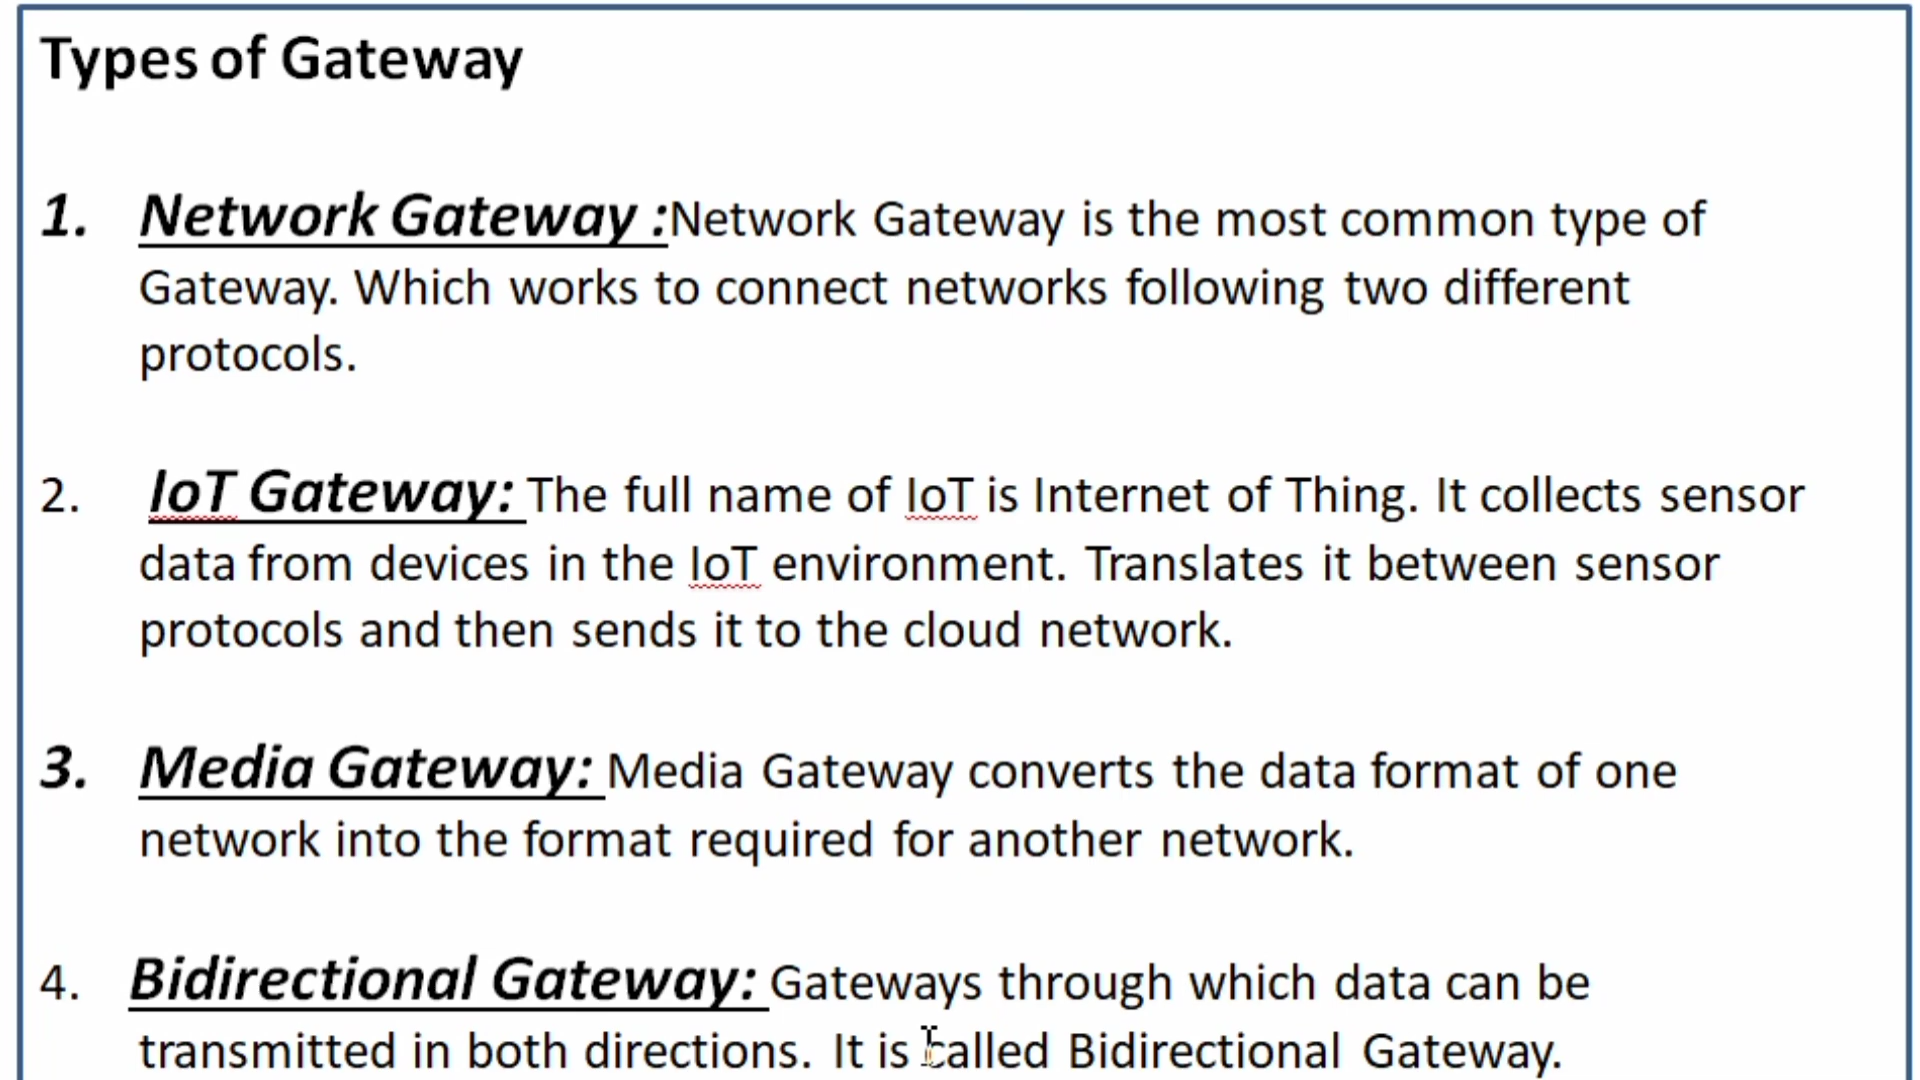 Types of Gateway
1. Network Gateway :Network Gateway is the most common type of
Gateway. Which works to connect networks following two different
protocols.
2. IoT Gateway: The full name of IoT is Internet of Thing. It collects sensor
data from devices in the IoT environment. Translates it between sensor
protocols and then sends it to the cloud network.
3. Media Gateway: Media Gateway converts the data format of one
network into the format required for another network.
4. Bidirectional Gateway: Gateways through which data can be
transmitted in both directions. It is called Bidirectional Gateway.